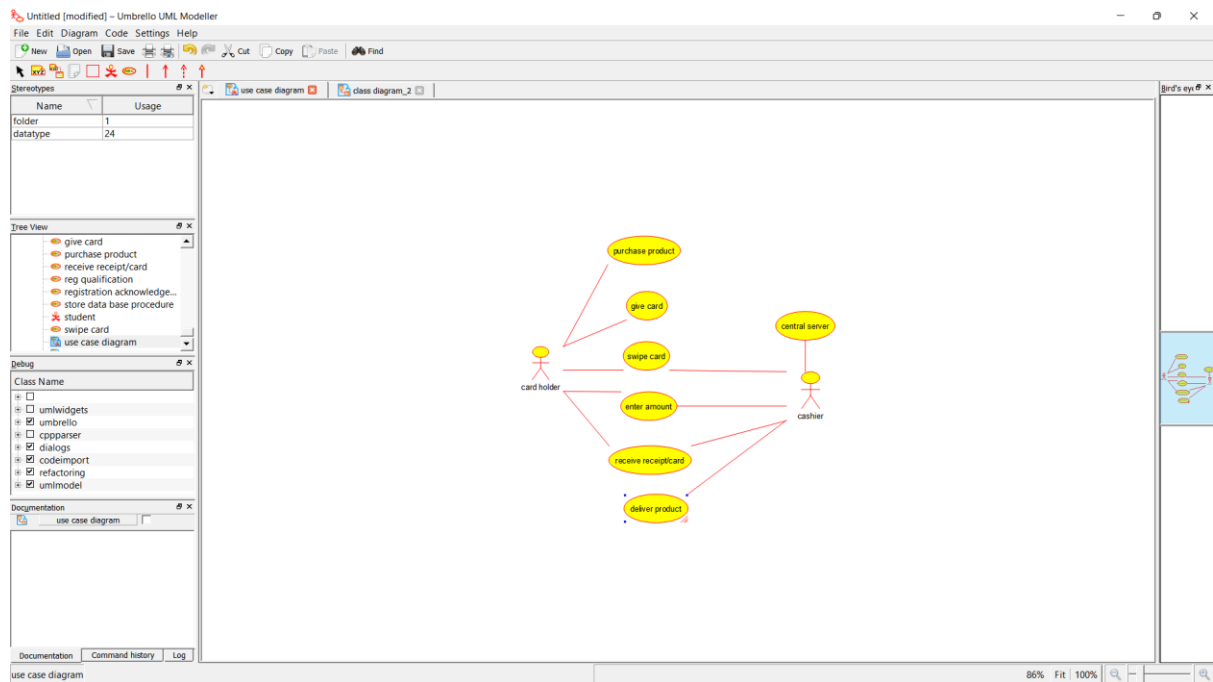 Untitled [modified] – Umbrello UML Modeller
File Edit Diagram Code Settings Help
New Open Save Cut Copy Paste Find
XYZ
Stereotypes
use case diagram class diagram_2
Bird's eye
Name Usage
folder 1
datatype 24
Tree View
give card
purchase product
receive receipt/card
reg qualification
registration acknowledge...
store data base procedure
student
swipe card
use case diagram
Debug
Class Name
umlwidgets
umbrello
cppparser
dialogs
codeimport
refactoring
umlmodel
Documentation
use case diagram
Documentation Command history Log
purchase product
give card
central server
swipe card
card holder
enter amount
cashier
receive receipt/card
deliver product
use case diagram
86% Fit 100%